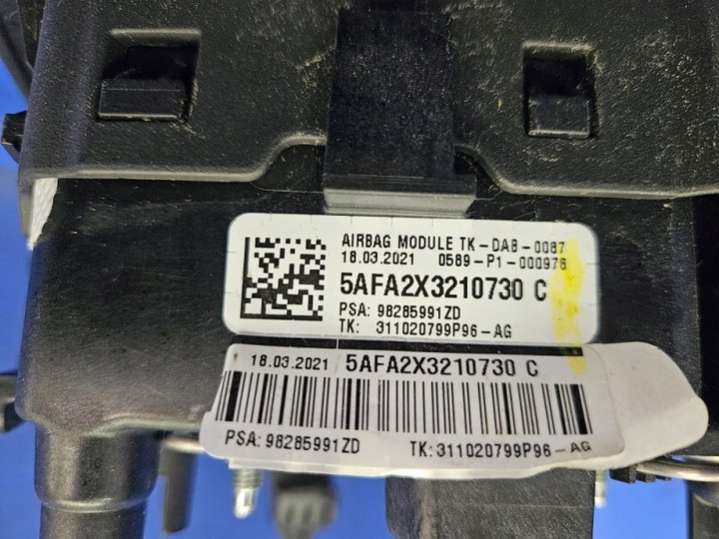 AIRBAG MODULE TK-DAB-0087
18.03.2021 0589-P1-000976
5AFA2X3210730 C
PSA: 98285991ZD
TK: 311020799P96-AG
18.03.2021 5AFA2X3210730 C
PSA: 98285991ZD TK:311020799P96-AG